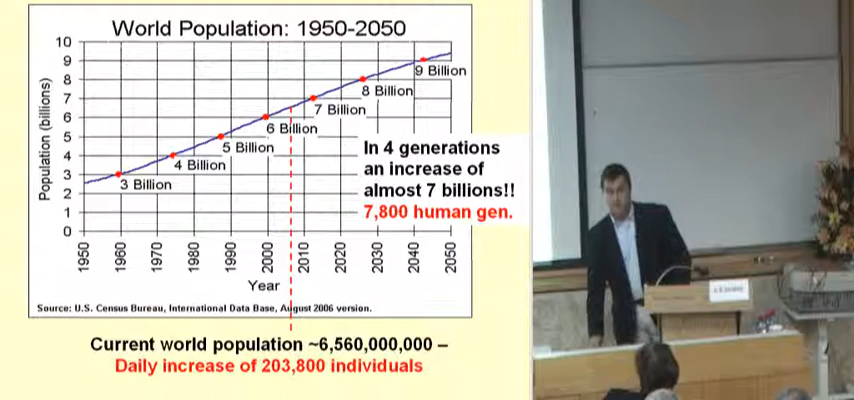 World Population: 1950-2050
Population (billions)
10
9
8
7
6
5
4
3
2
1
0
3 Billion
4 Billion
5 Billion
6 Billion
7 Billion
8 Billion
9 Billion
In 4 generations
an increase of
almost 7 billions!!
7,800 human gen.
1950
1960
1970
1980
1990
2000
2010
2020
2030
2040
2050
Year
Source: U.S. Census Bureau, International Data Base, August 2006 version.
Current world population ~6,560,000,000 –
Daily increase of 203,800 individuals